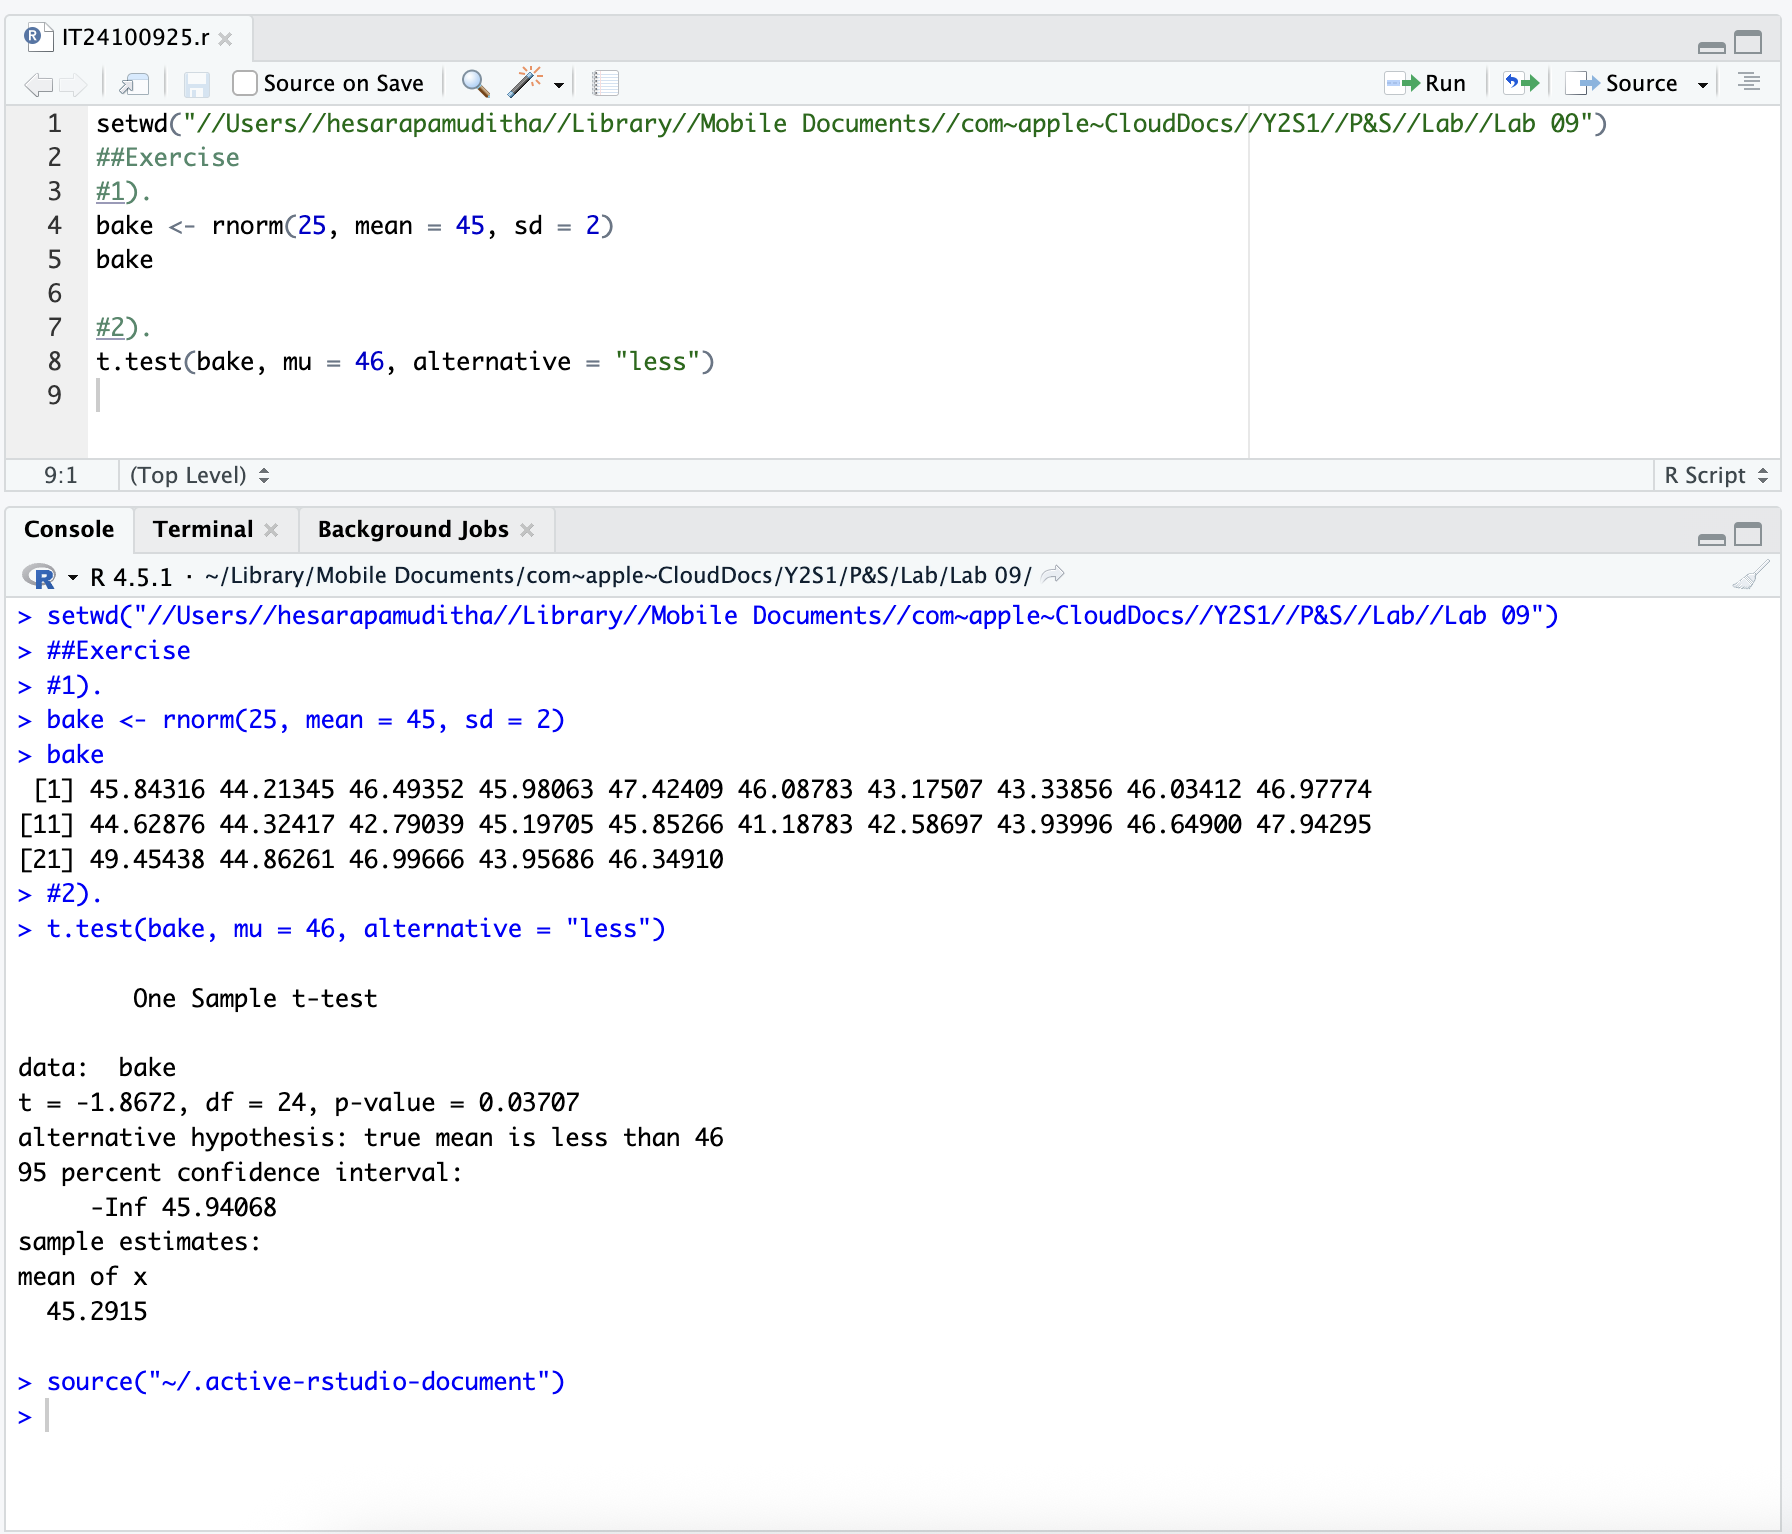 IT24100925.r
Source on Save
Run
Source
1 setwd("//Users//hesarapamuditha//Library//Mobile Documents//com~apple~CloudDocs//Y2S1//P&S//Lab//Lab 09")
2 ##Exercise
3 #1).
4 bake <- rnorm(25, mean = 45, sd = 2)
5 bake
6
7 #2).
8 t.test(bake, mu = 46, alternative = "less")
9
9:1 (Top Level) R Script
Console Terminal Background Jobs
R 4.5.1 · ~/Library/Mobile Documents/com~apple~CloudDocs/Y2S1/P&S/Lab/Lab 09/
> setwd("//Users//hesarapamuditha//Library//Mobile Documents//com~apple~CloudDocs//Y2S1//P&S//Lab//Lab 09")
> ##Exercise
> #1).
> bake <- rnorm(25, mean = 45, sd = 2)
> bake
[1] 45.84316 44.21345 46.49352 45.98063 47.42409 46.08783 43.17507 43.33856 46.03412 46.97774
[11] 44.62876 44.32417 42.79039 45.19705 45.85266 41.18783 42.58697 43.93996 46.64900 47.94295
[21] 49.45438 44.86261 46.99666 43.95686 46.34910
> #2).
> t.test(bake, mu = 46, alternative = "less")
One Sample t-test
data:  bake
t = -1.8672, df = 24, p-value = 0.03707
alternative hypothesis: true mean is less than 46
95 percent confidence interval:
-Inf 45.94068
sample estimates:
mean of x
45.2915
> source("~/.active-rstudio-document")
>